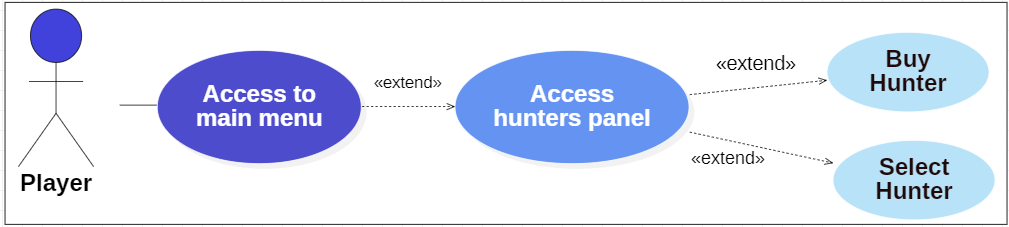 Player
Access to
main menu
«extend»
Access
hunters panel
«extend»
Buy
Hunter
«extend»
Select
Hunter